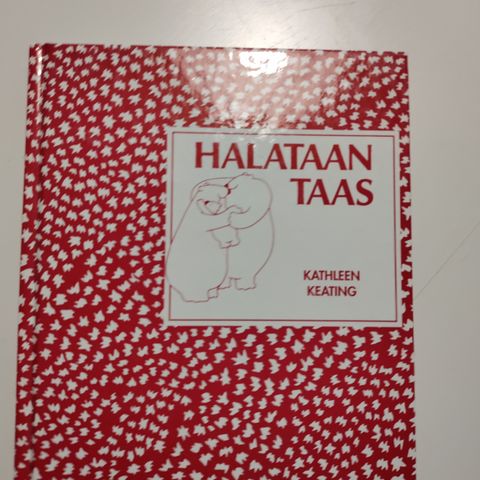 HALATAAN
TAAS
KATHLEEN
KEATING